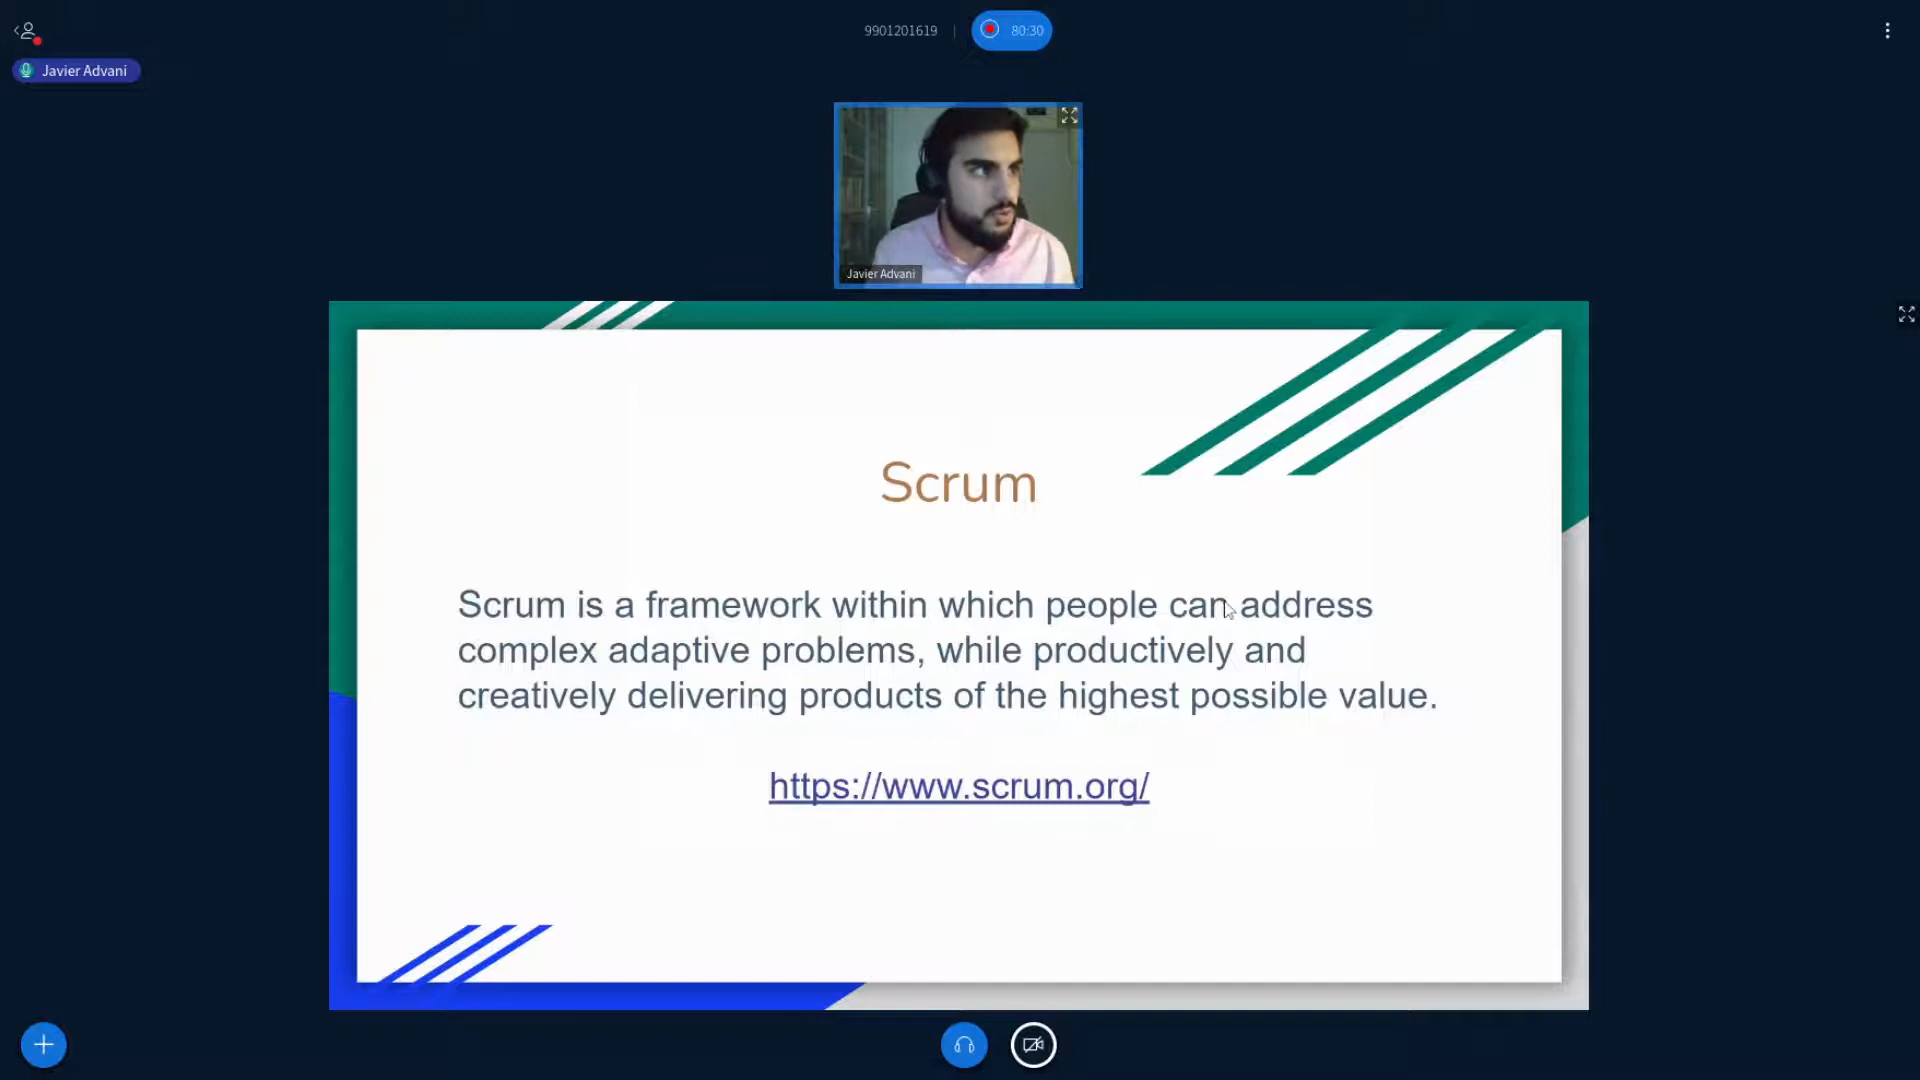 9901201619
80:30
Javier Advani
Javier Advani
Scrum
Scrum is a framework within which people can address
complex adaptive problems, while productively and
creatively delivering products of the highest possible value.
https://www.scrum.org/